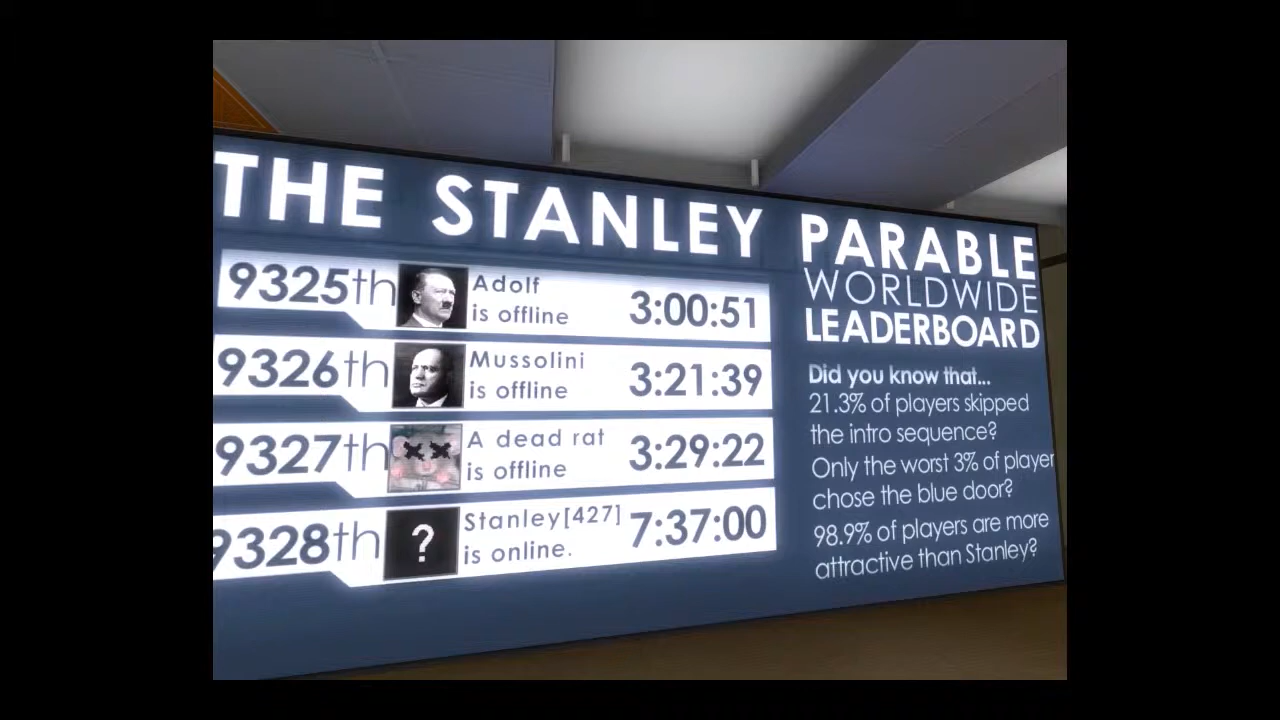 THE STANLEY PARABLE
WORLDWIDE
LEADERBOARD
9325th
Adolf
is offline
3:00:51
9326th
Mussolini
is offline
3:21:39
9327th
A dead rat
is offline
3:29:22
9328th
?
Stanley[427]
is online.
7:37:00
Did you know that...
21.3% of players skipped
the intro sequence?
Only the worst 3% of player
chose the blue door?
98.9% of players are more
attractive than Stanley?